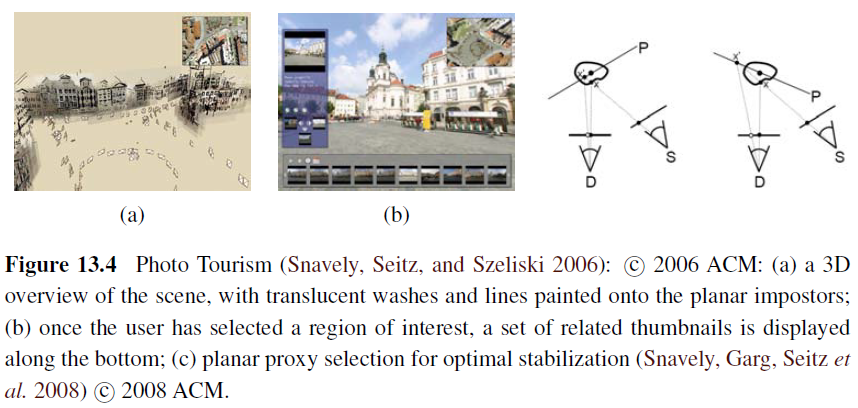 P
x'
x
S
D
x'
x
P
S
D
(a)
(b)
Figure 13.4 Photo Tourism (Snavely, Seitz, and Szeliski 2006): © 2006 ACM: (a) a 3D
overview of the scene, with translucent washes and lines painted onto the planar impostors;
(b) once the user has selected a region of interest, a set of related thumbnails is displayed
along the bottom; (c) planar proxy selection for optimal stabilization (Snavely, Garg, Seitz et
al. 2008) © 2008 ACM.